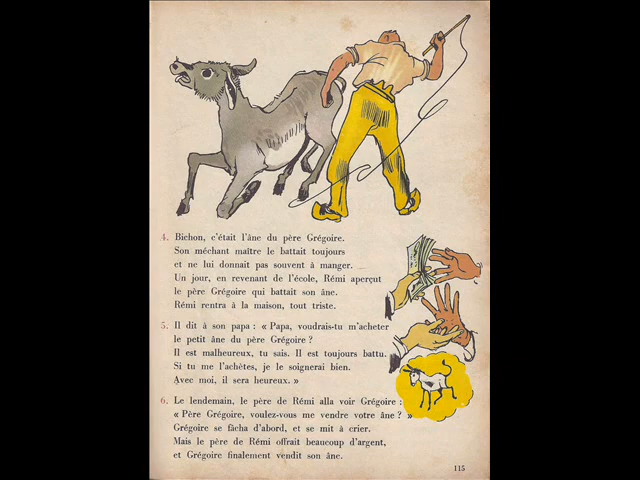 4. Bichon, c'était l'âne du père Grégoire.
Son méchant maître le battait toujours
et ne lui donnait pas souvent à manger.
Un jour, en revenant de l'école, Rémi aperçut
le père Grégoire qui battait son âne.
Rémi rentra à la maison, tout triste.
5. Il dit à son papa : « Papa, voudrais-tu m'acheter
le petit âne du père Grégoire ?
Il est malheureux, tu sais. Il est toujours battu.
Si tu me l'achètes, je le soignerai bien.
Avec moi, il sera heureux. »
6. Le lendemain, le père de Rémi alla voir Grégoire :
« Père Grégoire, voulez-vous me vendre votre âne ? »
Grégoire se fâcha d'abord, et se mit à crier.
Mais le père de Rémi offrait beaucoup d'argent,
et Grégoire finalement vendit son âne.
115